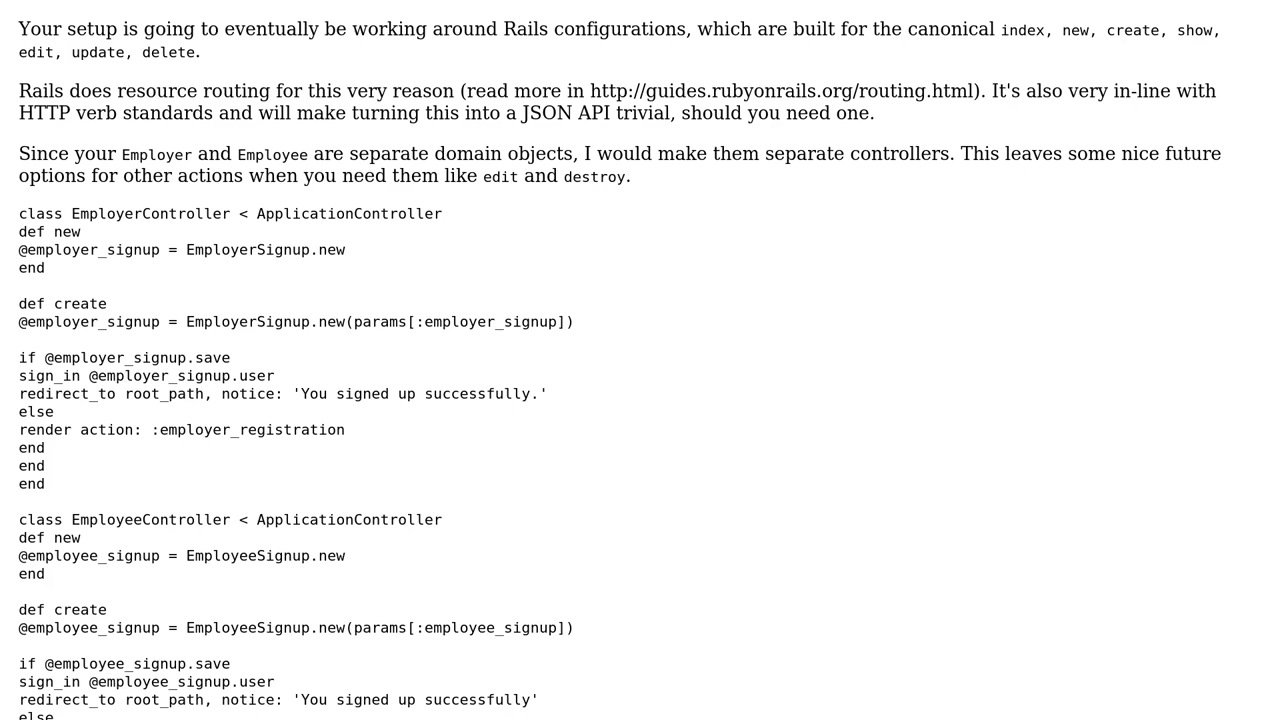 Your setup is going to eventually be working around Rails configurations, which are built for the canonical index, new, create, show,
edit, update, delete.
Rails does resource routing for this very reason (read more in http://guides.rubyonrails.org/routing.html). It's also very in-line with
HTTP verb standards and will make turning this into a JSON API trivial, should you need one.
Since your Employer and Employee are separate domain objects, I would make them separate controllers. This leaves some nice future
options for other actions when you need them like edit and destroy.
class EmployerController < ApplicationController
def new
@employer_signup = EmployerSignup.new
end
def create
@employer_signup = EmployerSignup.new(params[:employer_signup])
if @employer_signup.save
sign_in @employer_signup.user
redirect_to root_path, notice: 'You signed up successfully.'
else
render action: :employer_registration
end
end
end
class EmployeeController < ApplicationController
def new
@employee_signup = EmployeeSignup.new
end
def create
@employee_signup = EmployeeSignup.new(params[:employee_signup])
if @employee_signup.save
sign_in @employee_signup.user
redirect_to root_path, notice: 'You signed up successfully'
else